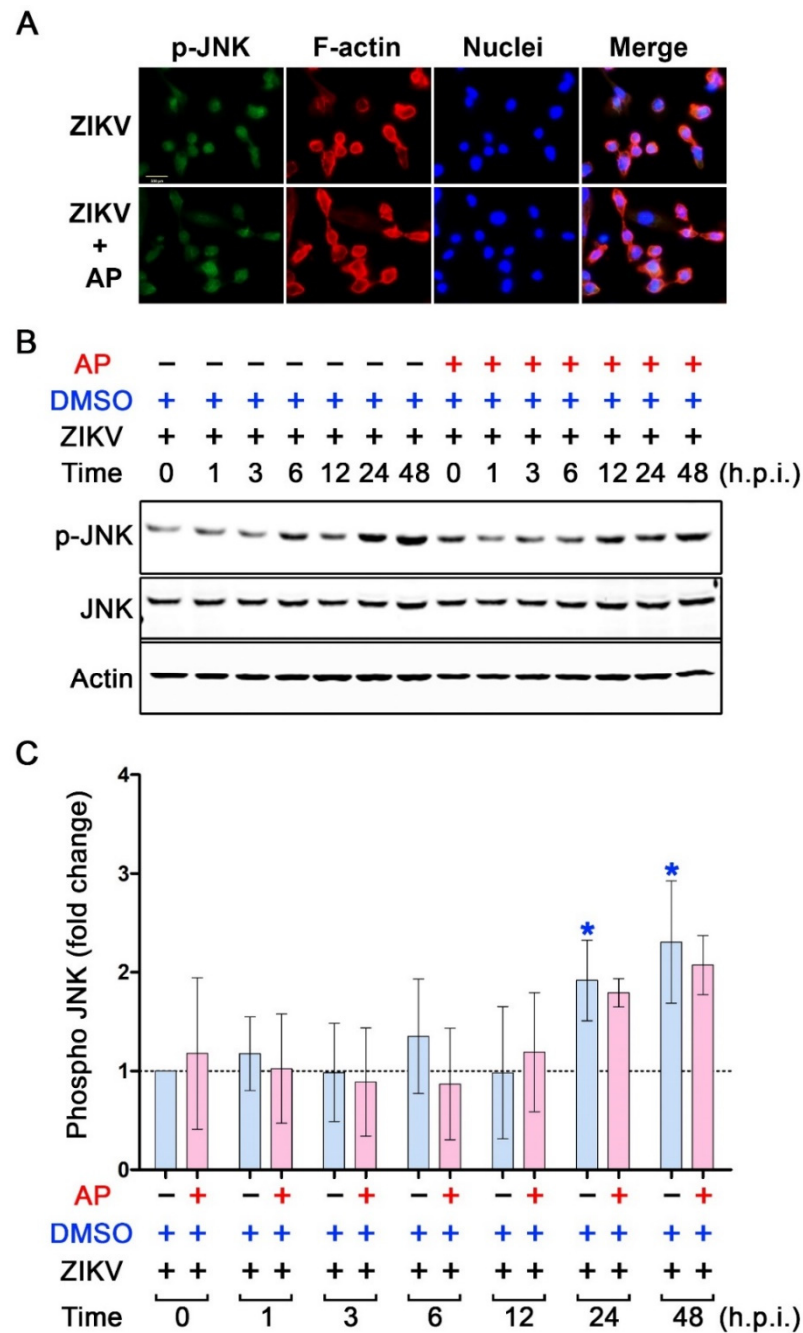 A
p-JNK F-actin Nuclei Merge
ZIKV
ZIKV
+
AP
B
AP − − − − − − − + + + + + + +
DMSO + + + + + + + + + + + + + +
ZIKV + + + + + + + + + + + + + +
Time 0 1 3 6 12 24 48 0 1 3 6 12 24 48 (h.p.i.)
p-JNK
JNK
Actin
C
Phospho JNK (fold change)
4
3
2
1
0
* *
AP − + − + − + − + − + − + − +
DMSO + + + + + + + + + + + + + +
ZIKV + + + + + + + + + + + + + +
Time 0 1 3 6 12 24 48 (h.p.i.)